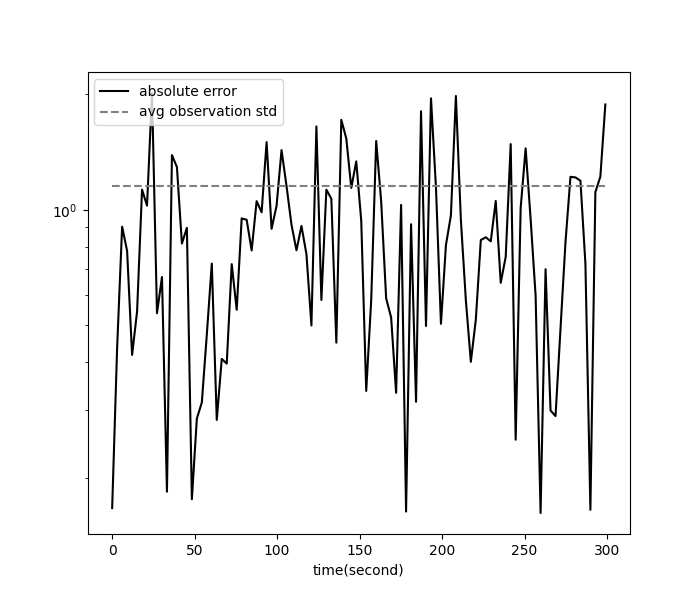 absolute error
avg observation std
10⁰
0 50 100 150 200 250 300
time(second)